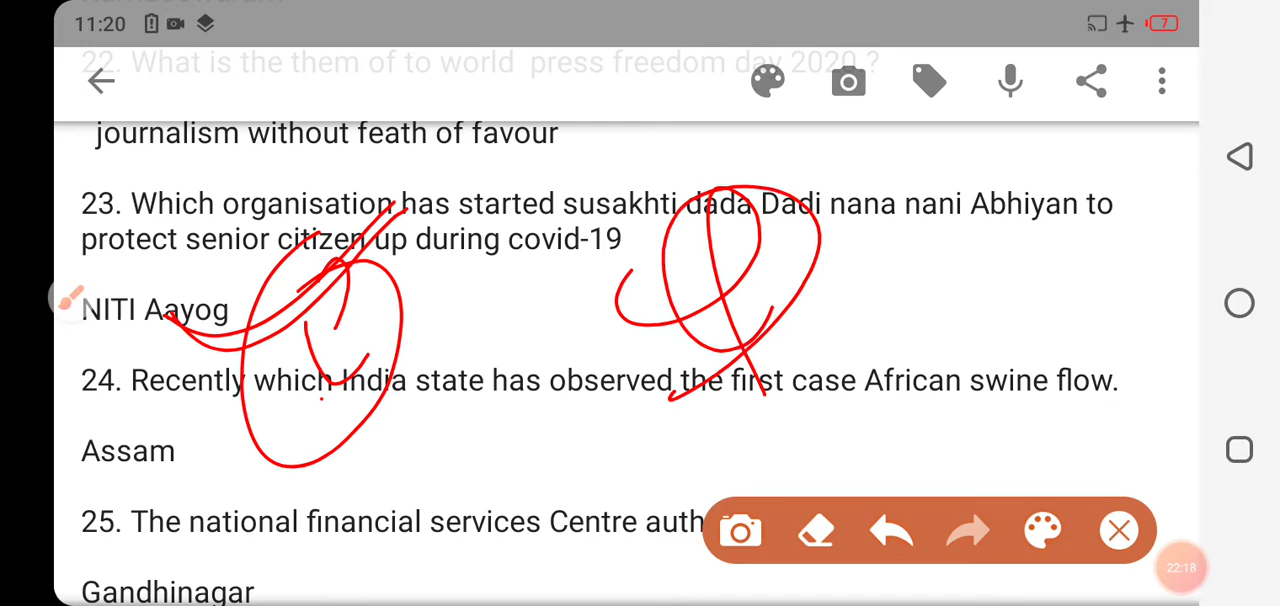 11:20
7
22. What is the them of to world press freedom day 2020 ?
journalism without feath of favour
23. Which organisation has started susakhti dada Dadi nana nani Abhiyan to
protect senior citizen up during covid-19
NITI Aayog
24. Recently which India state has observed the first case African swine flow.
Assam
25. The national financial services Centre auth
Gandhinagar
22:18